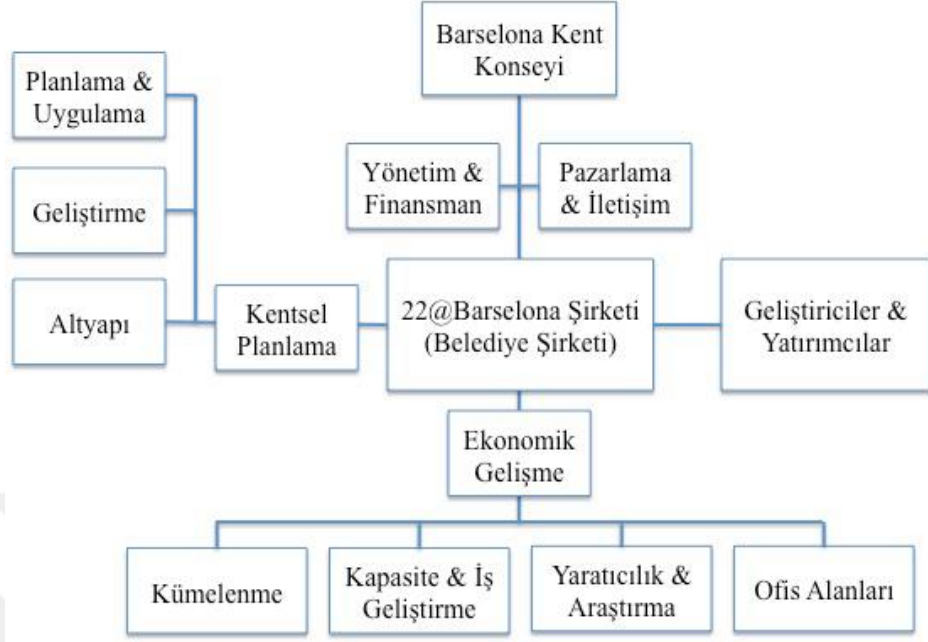 Barselona Kent
Konseyi
Planlama &
Uygulama
Yönetim &
Finansman
Pazarlama
& İletişim
Geliştirme
Altyapı
Kentsel
Planlama
22@Barselona Şirketi
(Belediye Şirketi)
Geliştiriciler &
Yatırımcılar
Ekonomik
Gelişme
Kümelenme
Kapasite & İş
Geliştirme
Yaratıcılık &
Araştırma
Ofis Alanları